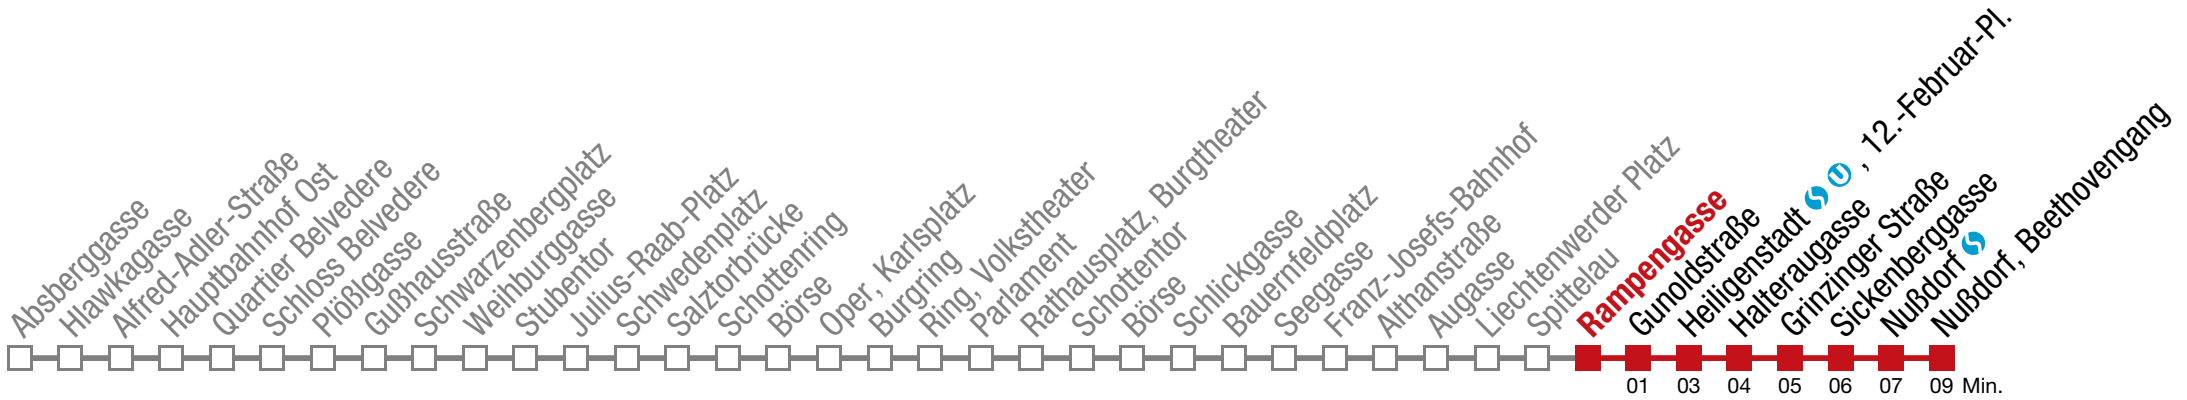 Absberggasse
Hlawkagasse
Alfred-Adler-Straße
Hauptbahnhof Ost
Quartier Belvedere
Schloss Belvedere
Plößlgasse
Gußhausstraße
Schwarzenbergplatz
Weihburggasse
Stubentor
Julius-Raab-Platz
Schwedenplatz
Salztorbrücke
Schottenring
Börse
Oper, Karlsplatz
Burgring
Ring, Volkstheater
Parlament
Rathausplatz, Burgtheater
Schottentor
Börse
Schlickgasse
Bauernfeldplatz
Seegasse
Franz-Josefs-Bahnhof
Althanstraße
Augasse
Liechtenwerder Platz
Spittelau
Rampengasse
Gunoldstraße
Heiligenstadt S U , 12.-Februar-Pl.
Halteraugasse
Grinzinger Straße
Sickenberggasse
Nußdorf S
Nußdorf, Beethovengang
01 03 04 05 06 07 09 Min.